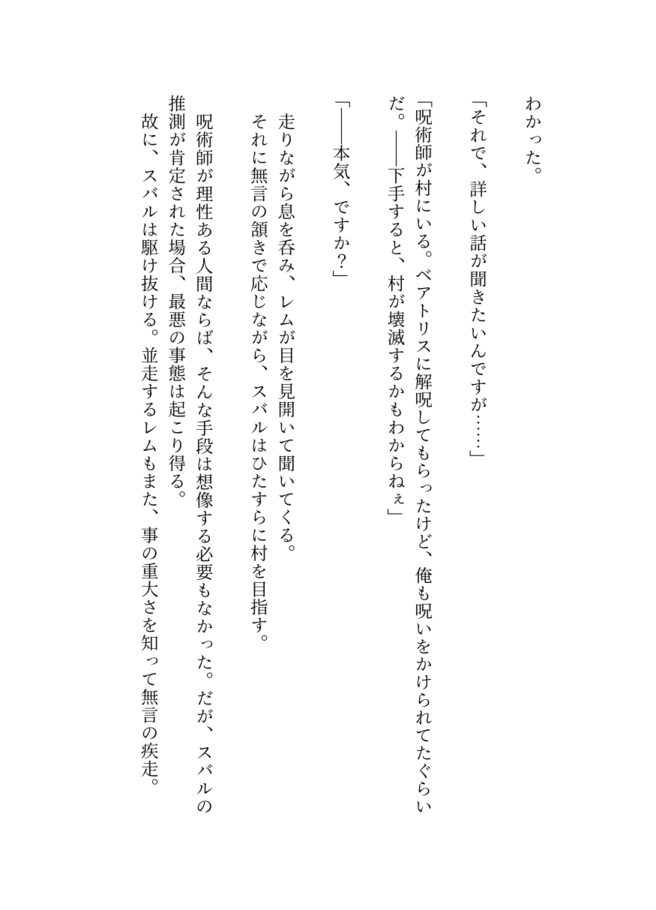 わかった。
「それで、詳しい話が聞きたいんですが……」
「呪術師が村にいる。ベアトリスに解呪してもらったけど、俺も呪いをかけられてたぐらい
だ。――下手すると、村が壊滅するかもわからねぇ」
「――本気、ですか？」
　走りながら息を呑み、レムが目を見開いて聞いてくる。
　それに無言の頷きで応じながら、スバルはひたすらに村を目指す。
　呪術師が理性ある人間ならば、そんな手段は想像する必要もなかった。だが、スバルの
推測が肯定された場合、最悪の事態は起こり得る。
　故に、スバルは駆け抜ける。並走するレムもまた、事の重大さを知って無言の疾走。